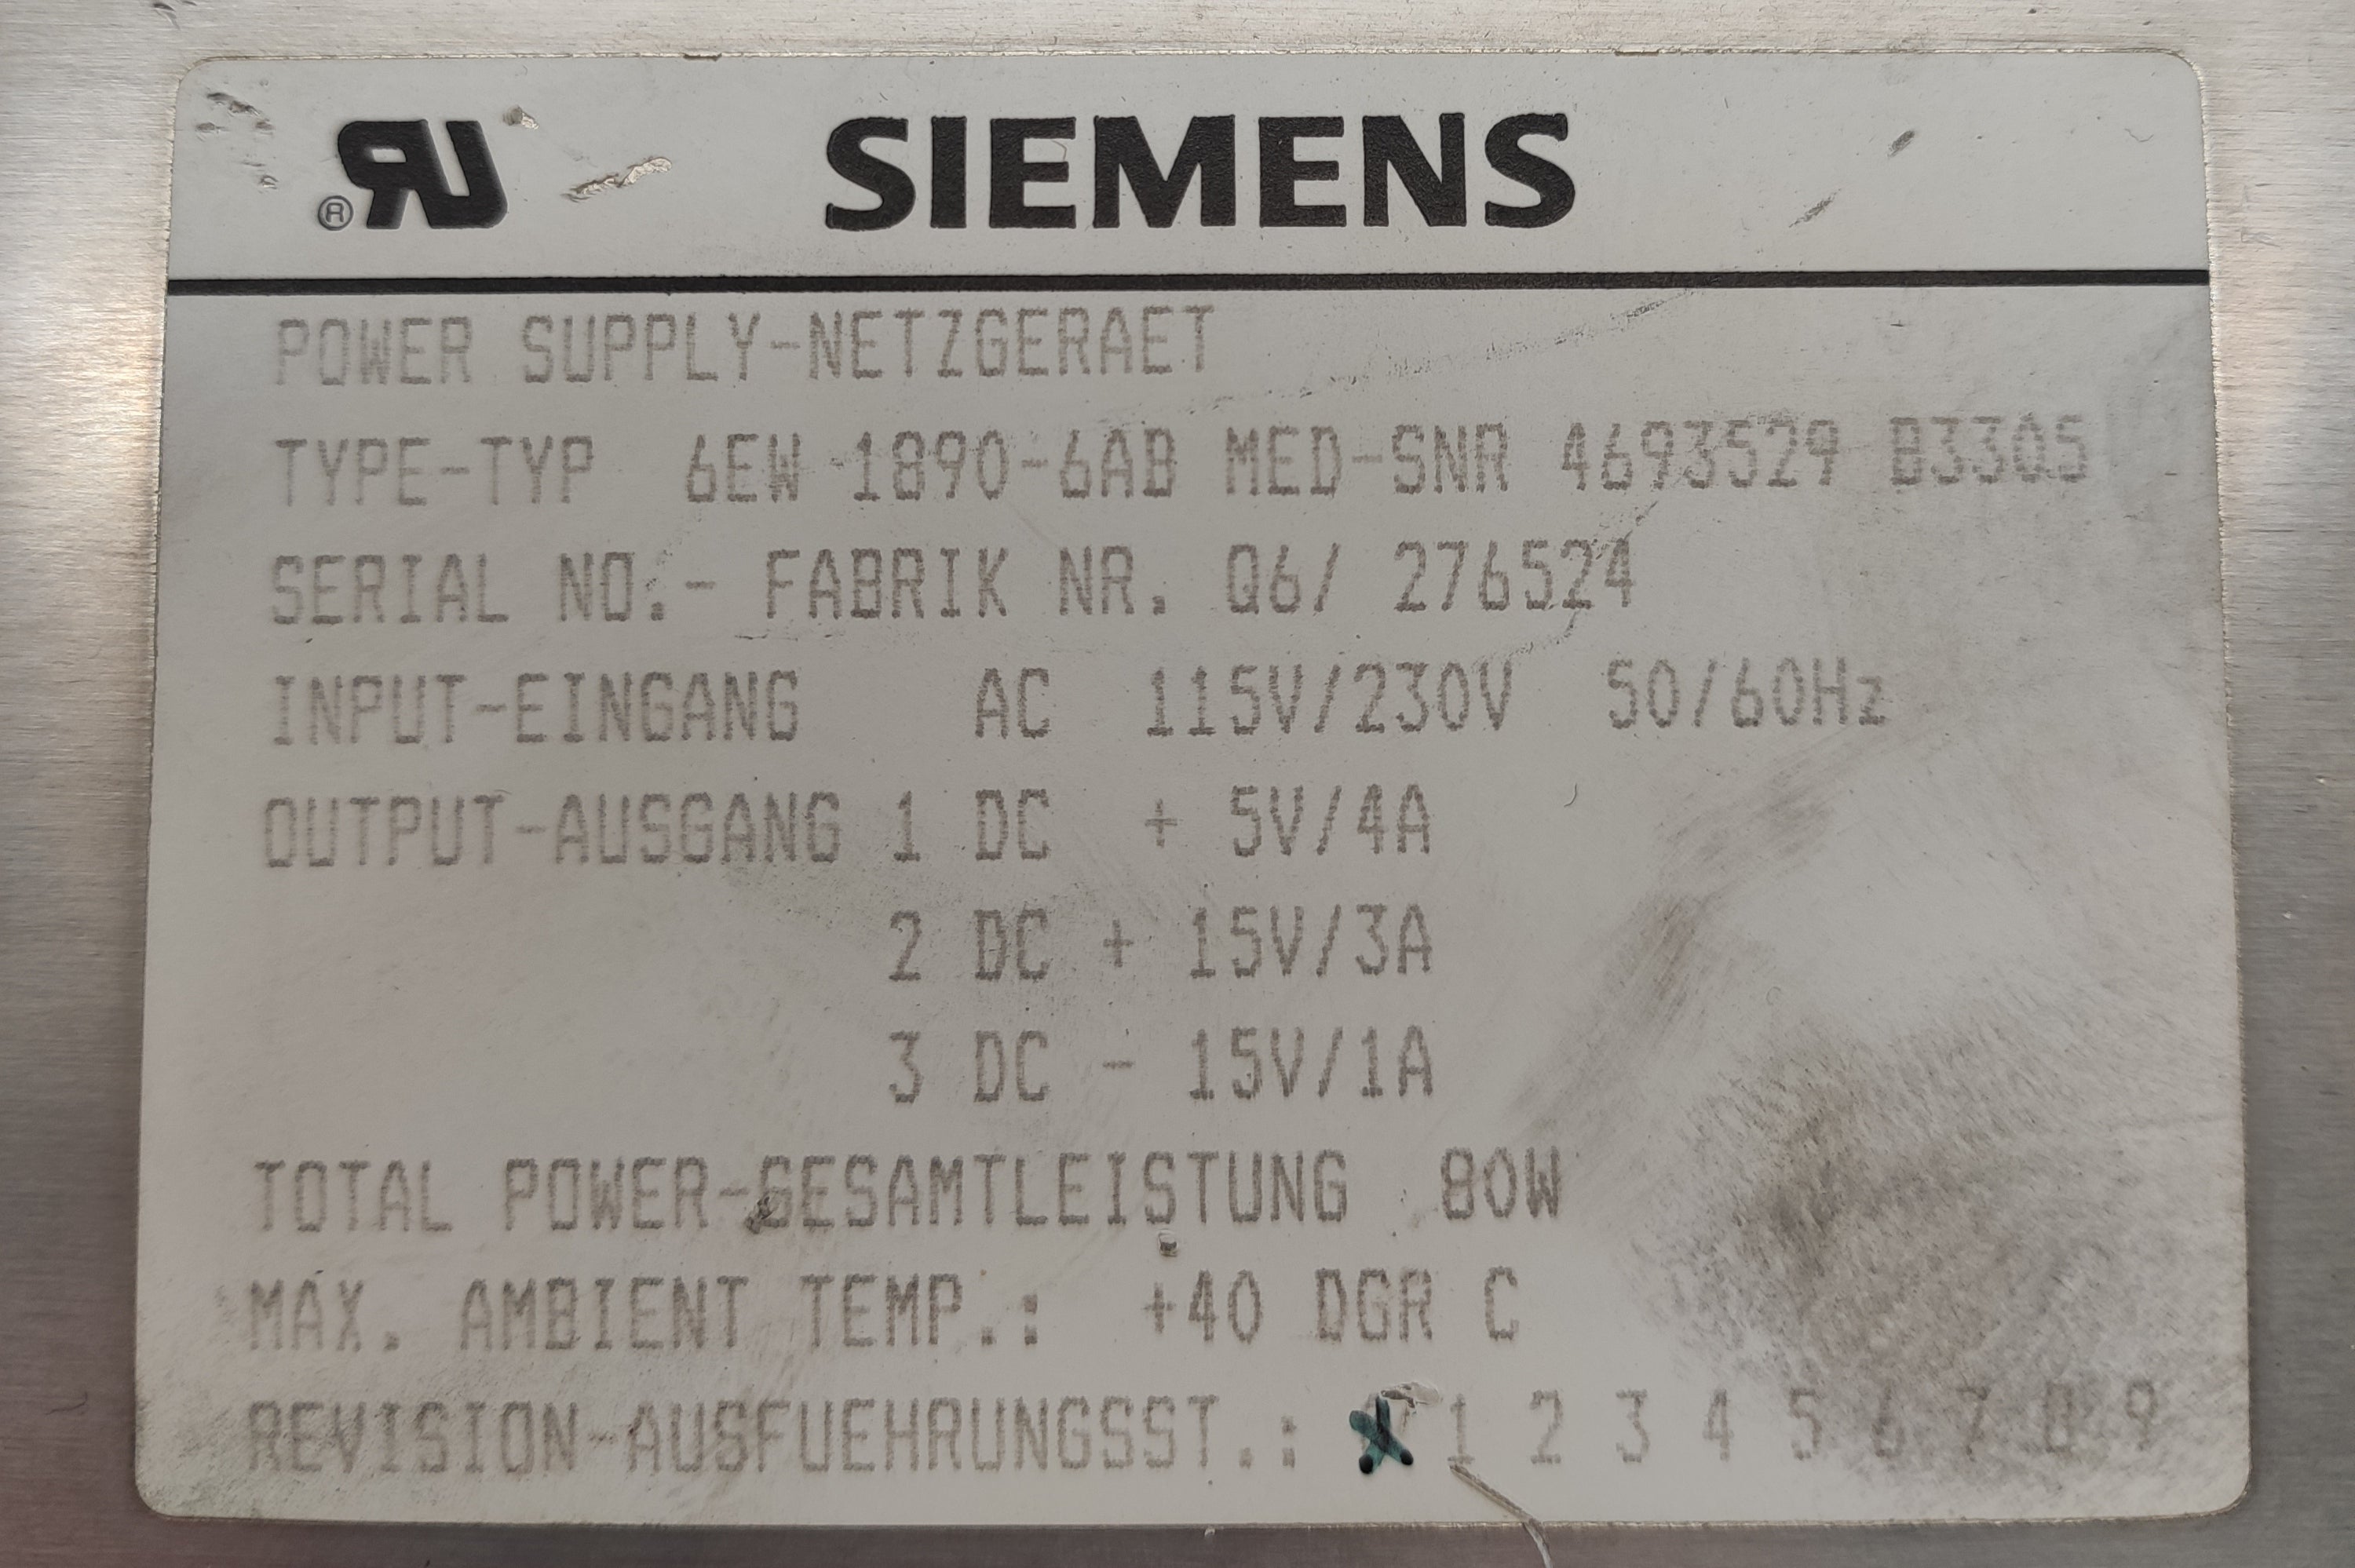 RU ® SIEMENS
POWER SUPPLY-NETZGERAET
TYPE-TYP 6EW 1890-6AB MED-SNR 4693529 B3305
SERIAL NO.- FABRIK NR. Q6/ 276524
INPUT-EINGANG AC 115V/230V 50/60Hz
OUTPUT-AUSGANG 1 DC + 5V/4A
2 DC + 15V/3A
3 DC - 15V/1A
TOTAL POWER-GESAMTLEISTUNG 80W
MAX. AMBIENT TEMP.: +40 DGR C
REVISION-AUSFUEHRUNGSST.: 1 2 3 4 5 6 7 8 9